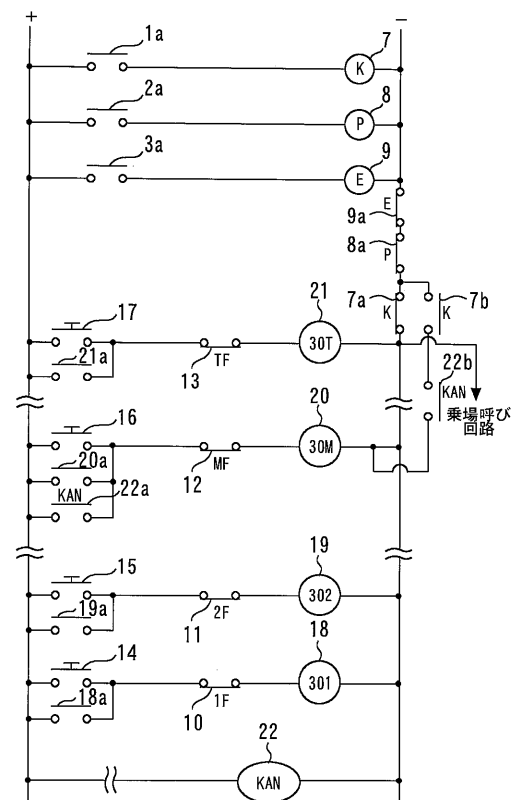 + −
1a 7
K
2a 8
P
3a 9
E
E
9a
8a
P
21
7a 7b
17 K K
30T
21a 22b
13 TF
KAN
乗場呼び
回路
16 20
30M
20a
12 MF
KAN 22a
15 19
302
19a
11 2F
14 18
301
18a
10 1F
22
KAN